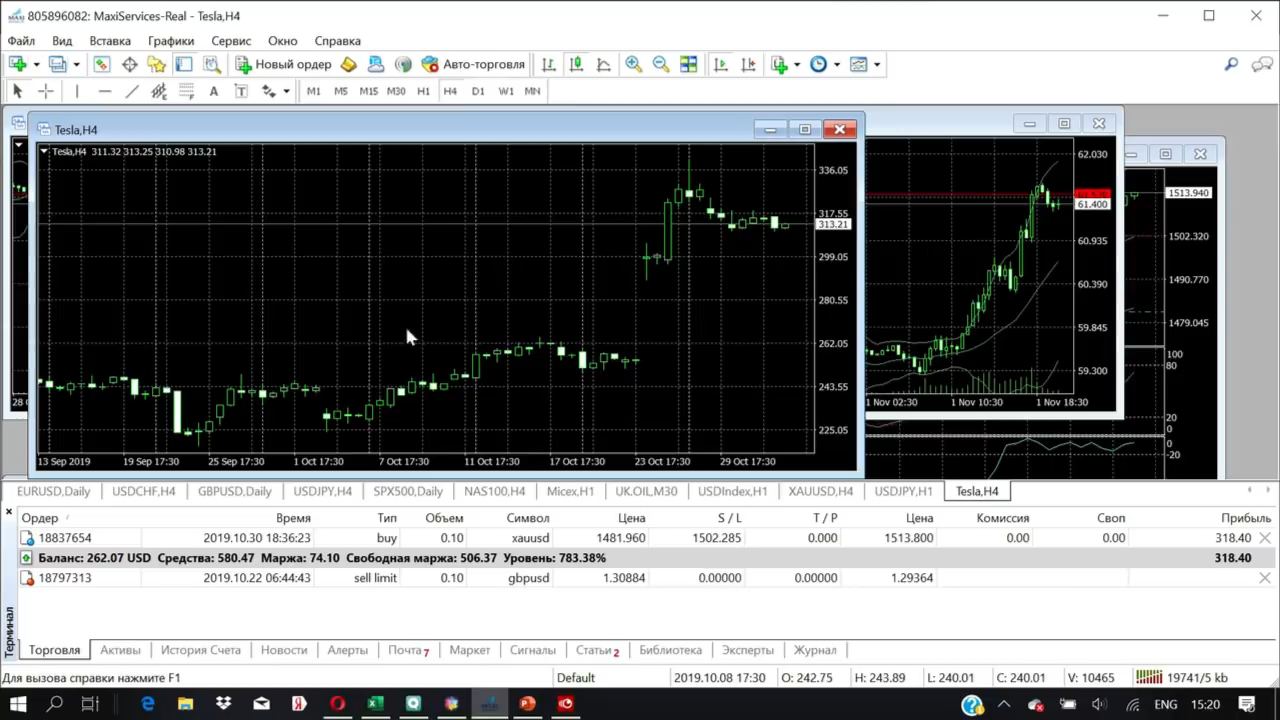 805896082: MaxiServices-Real - Tesla,H4
Файл Вид Вставка Графики Сервис Окно Справка
Новый ордер Авто-торговля
A T M1 M5 M15 M30 H1 H4 D1 W1 MN
Tesla,H4
Tesla,H4 311.32 313.25 310.98 313.21
336.05
317.55
313.21
299.05
280.55
262.05
243.55
225.05
13 Sep 2019 19 Sep 17:30 25 Sep 17:30 1 Oct 17:30 7 Oct 17:30 11 Oct 17:30 17 Oct 17:30 23 Oct 17:30 29 Oct 17:30
28
62.030
61.400
60.935
60.390
59.845
59.300
1 Nov 02:30 1 Nov 10:30 1 Nov 18:30
1513.940
1502.320
1490.770
1479.045
100
80
20
0
0
-20
EURUSD,Daily USDCHF,H4 GBPUSD,Daily USDJPY,H4 SPX500,Daily NAS100,H4 Micex,H1 UK.OIL,M30 USDIndex,H1 XAUUSD,H4 USDJPY,H1 Tesla,H4
Ордер Время Тип Объем Символ Цена S / L T / P Цена Комиссия Своп Прибыль
18837654 2019.10.30 18:36:23 buy 0.10 xauusd 1481.960 1502.285 0.000 1513.800 0.00 0.00 318.40
Баланс: 262.07 USD Средства: 580.47 Маржа: 74.10 Свободная маржа: 506.37 Уровень: 783.38% 318.40
18797313 2019.10.22 06:44:43 sell limit 0.10 gbpusd 1.30884 0.00000 0.00000 1.29364
Терминал
Торговля Активы История Счета Новости Алерты Почта 7 Маркет Сигналы Статьи 2 Библиотека Эксперты Журнал
Для вызова справки нажмите F1 Default 2019.10.08 17:30 O: 242.75 H: 243.89 L: 240.01 C: 240.01 V: 10465 19741/5 kb
ENG 15:20